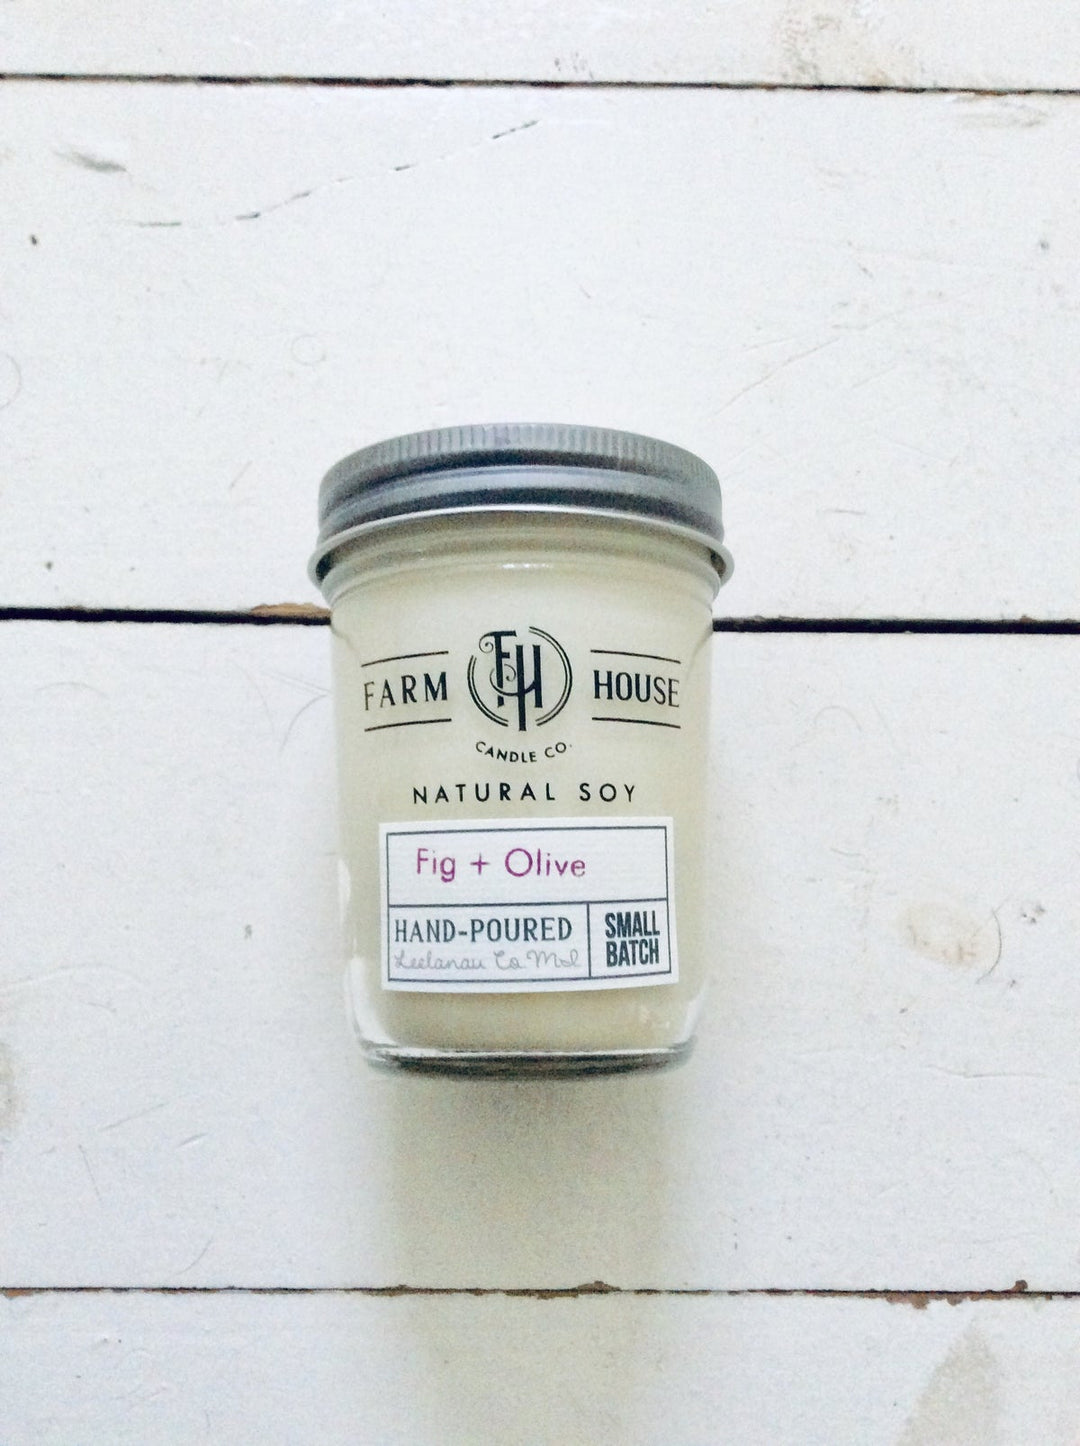 FARM FH HOUSE
CANDLE CO.
NATURAL SOY
Fig + Olive
HAND-POURED
Leelanau Co. MI
SMALL
BATCH